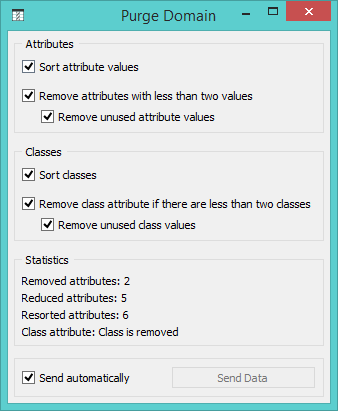 Purge Domain
Attributes
Sort attribute values
Remove attributes with less than two values
Remove unused attribute values
Classes
Sort classes
Remove class attribute if there are less than two classes
Remove unused class values
Statistics
Removed attributes: 2
Reduced attributes: 5
Resorted attributes: 6
Class attribute: Class is removed
Send automatically
Send Data